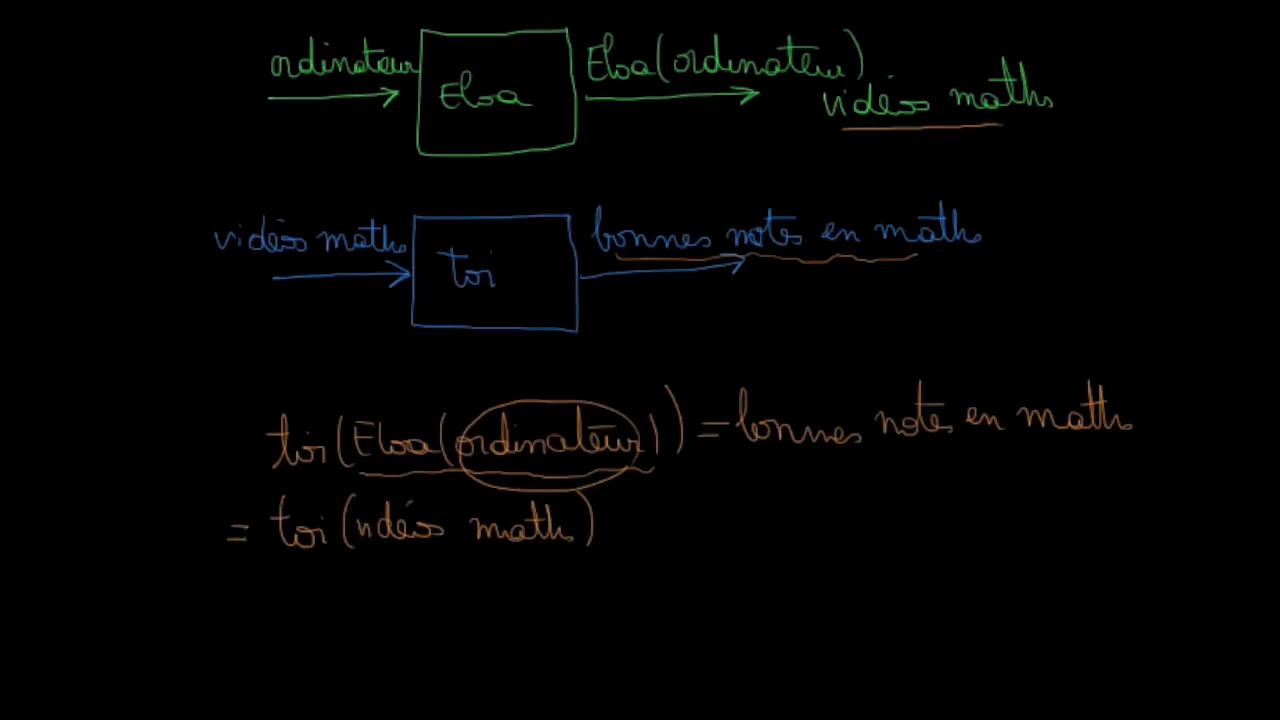 ordinateur Eloa Eloa(ordinateur)
vidéos maths
vidéos maths toi bonnes notes en maths
toi(Eloa(ordinateur)) = bonnes notes en maths
= toi(vidéos maths)